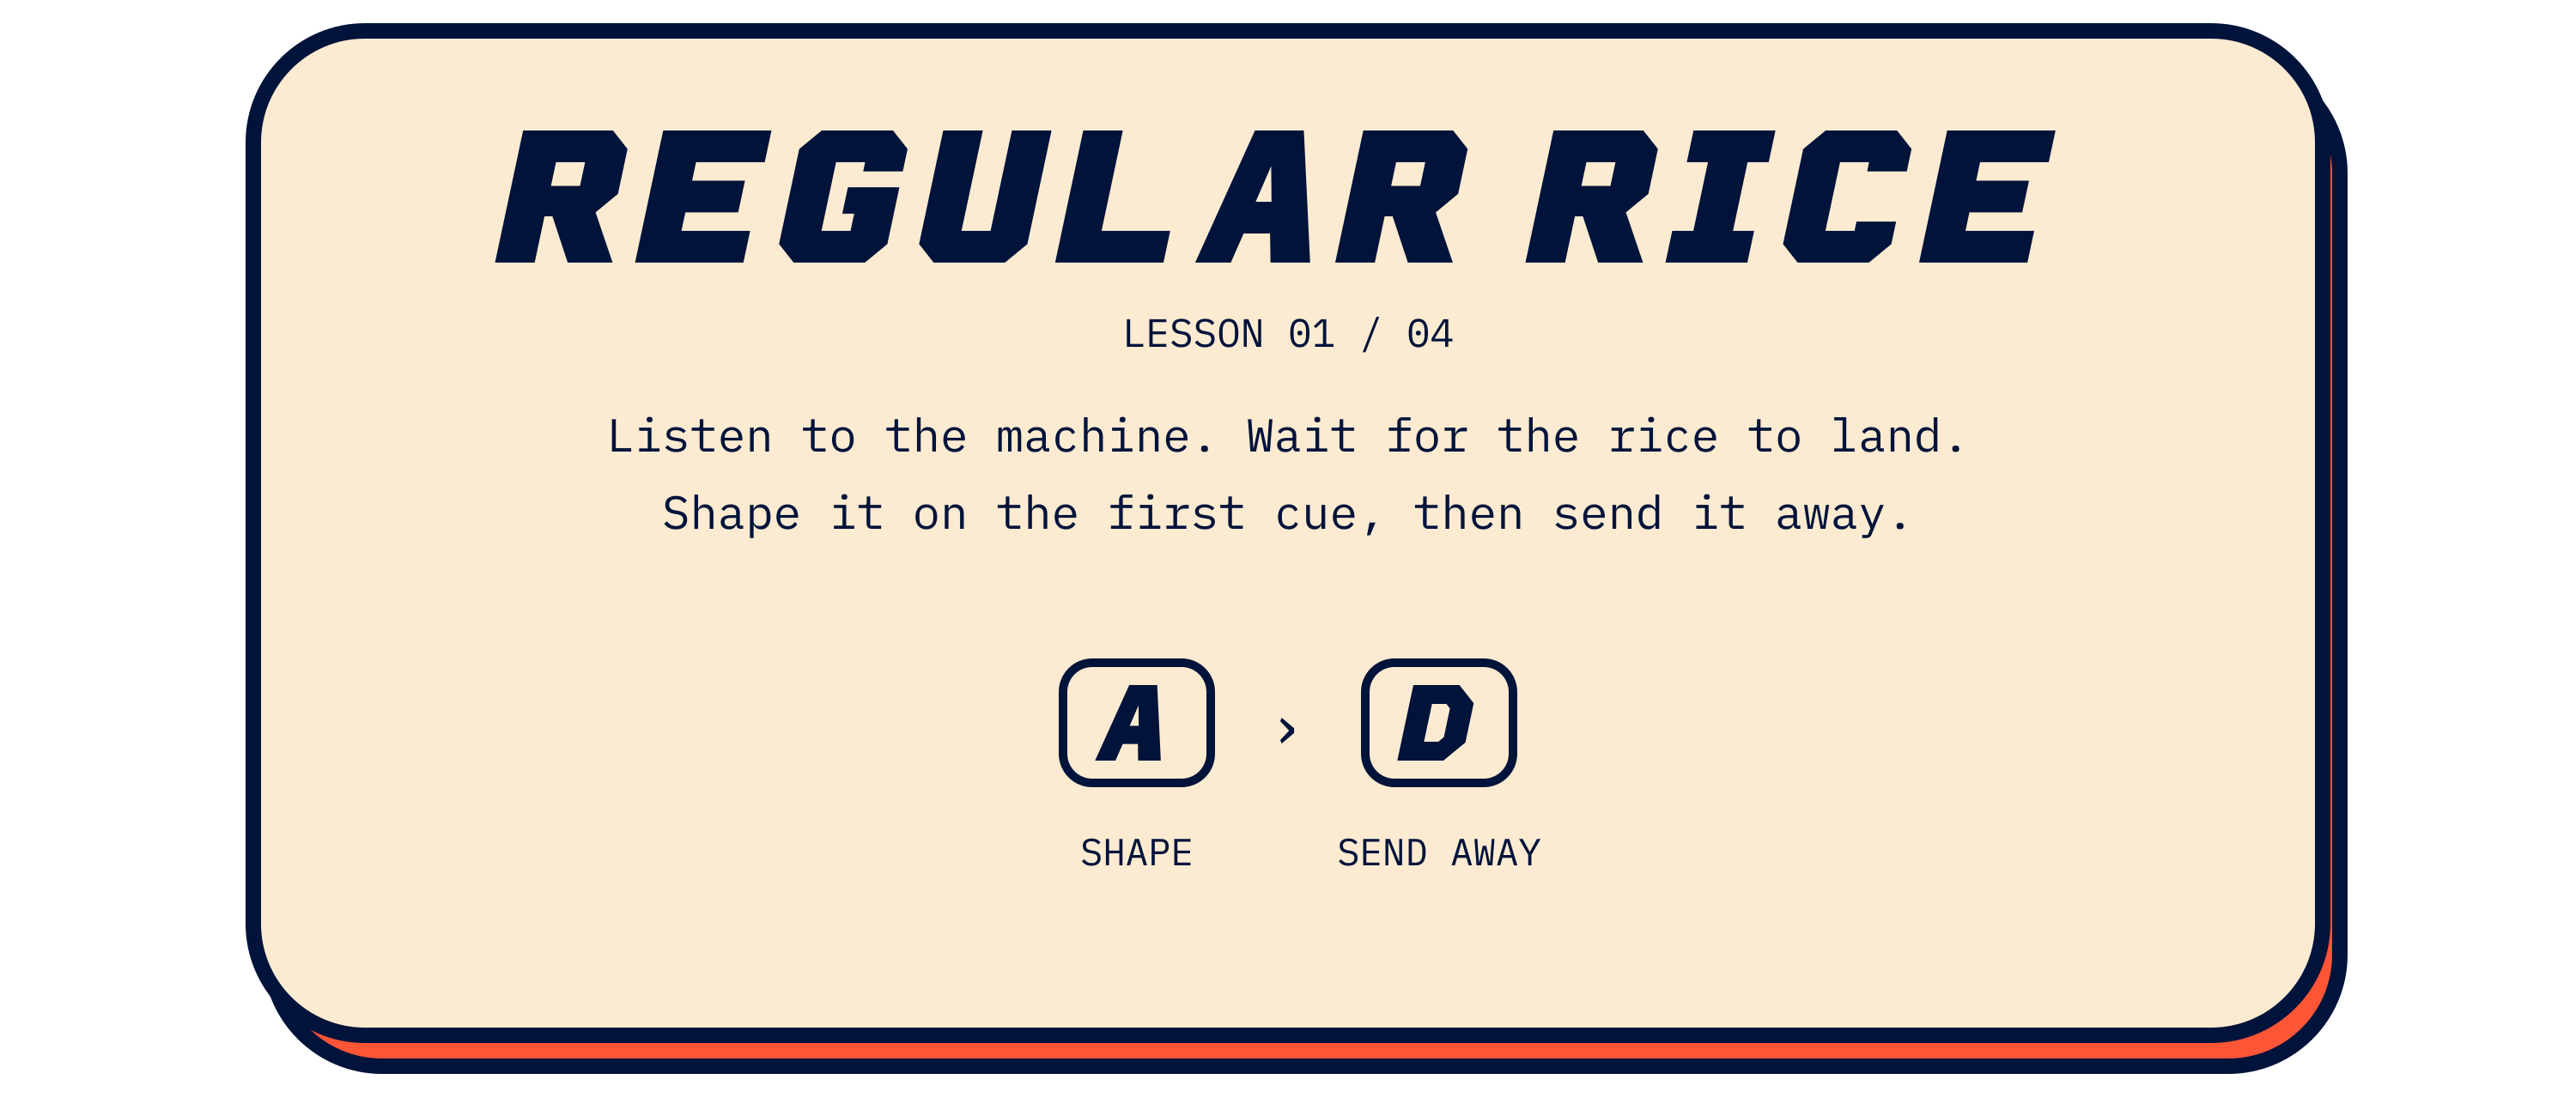 REGULAR RICE
LESSON 01 / 04
Listen to the machine. Wait for the rice to land.
Shape it on the first cue, then send it away.
A › D
SHAPE SEND AWAY